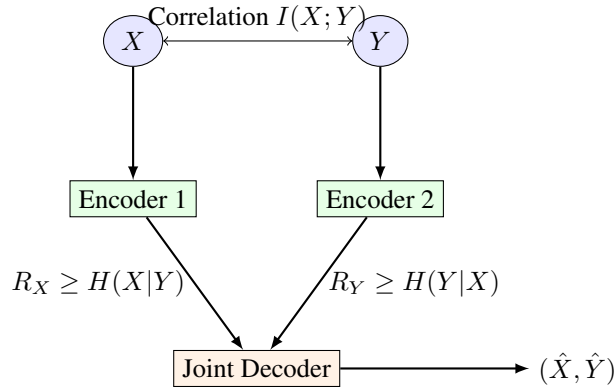 Correlation I(X; Y)
X
Y
Encoder 1
Encoder 2
R_X ≥ H(X|Y)
R_Y ≥ H(Y|X)
Joint Decoder
(X̂, Ŷ)